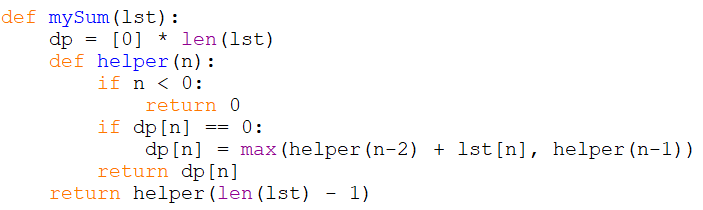 def mySum(lst):
    dp = [0] * len(lst)
    def helper(n):
        if n < 0:
            return 0
        if dp[n] == 0:
            dp[n] = max(helper(n-2) + lst[n], helper(n-1))
        return dp[n]
    return helper(len(lst) - 1)